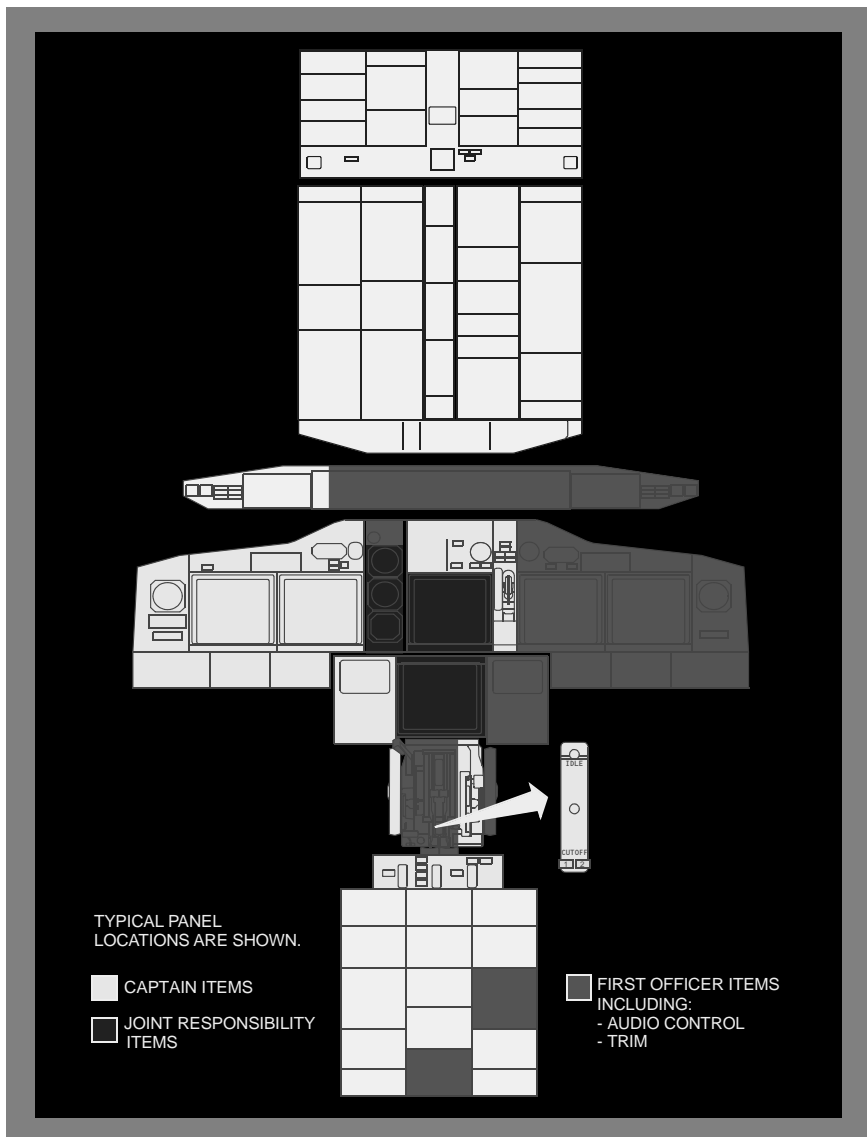 IDLE
CUTOFF
1 2
TYPICAL PANEL
LOCATIONS ARE SHOWN.
CAPTAIN ITEMS
JOINT RESPONSIBILITY
ITEMS
FIRST OFFICER ITEMS
INCLUDING:
- AUDIO CONTROL
- TRIM